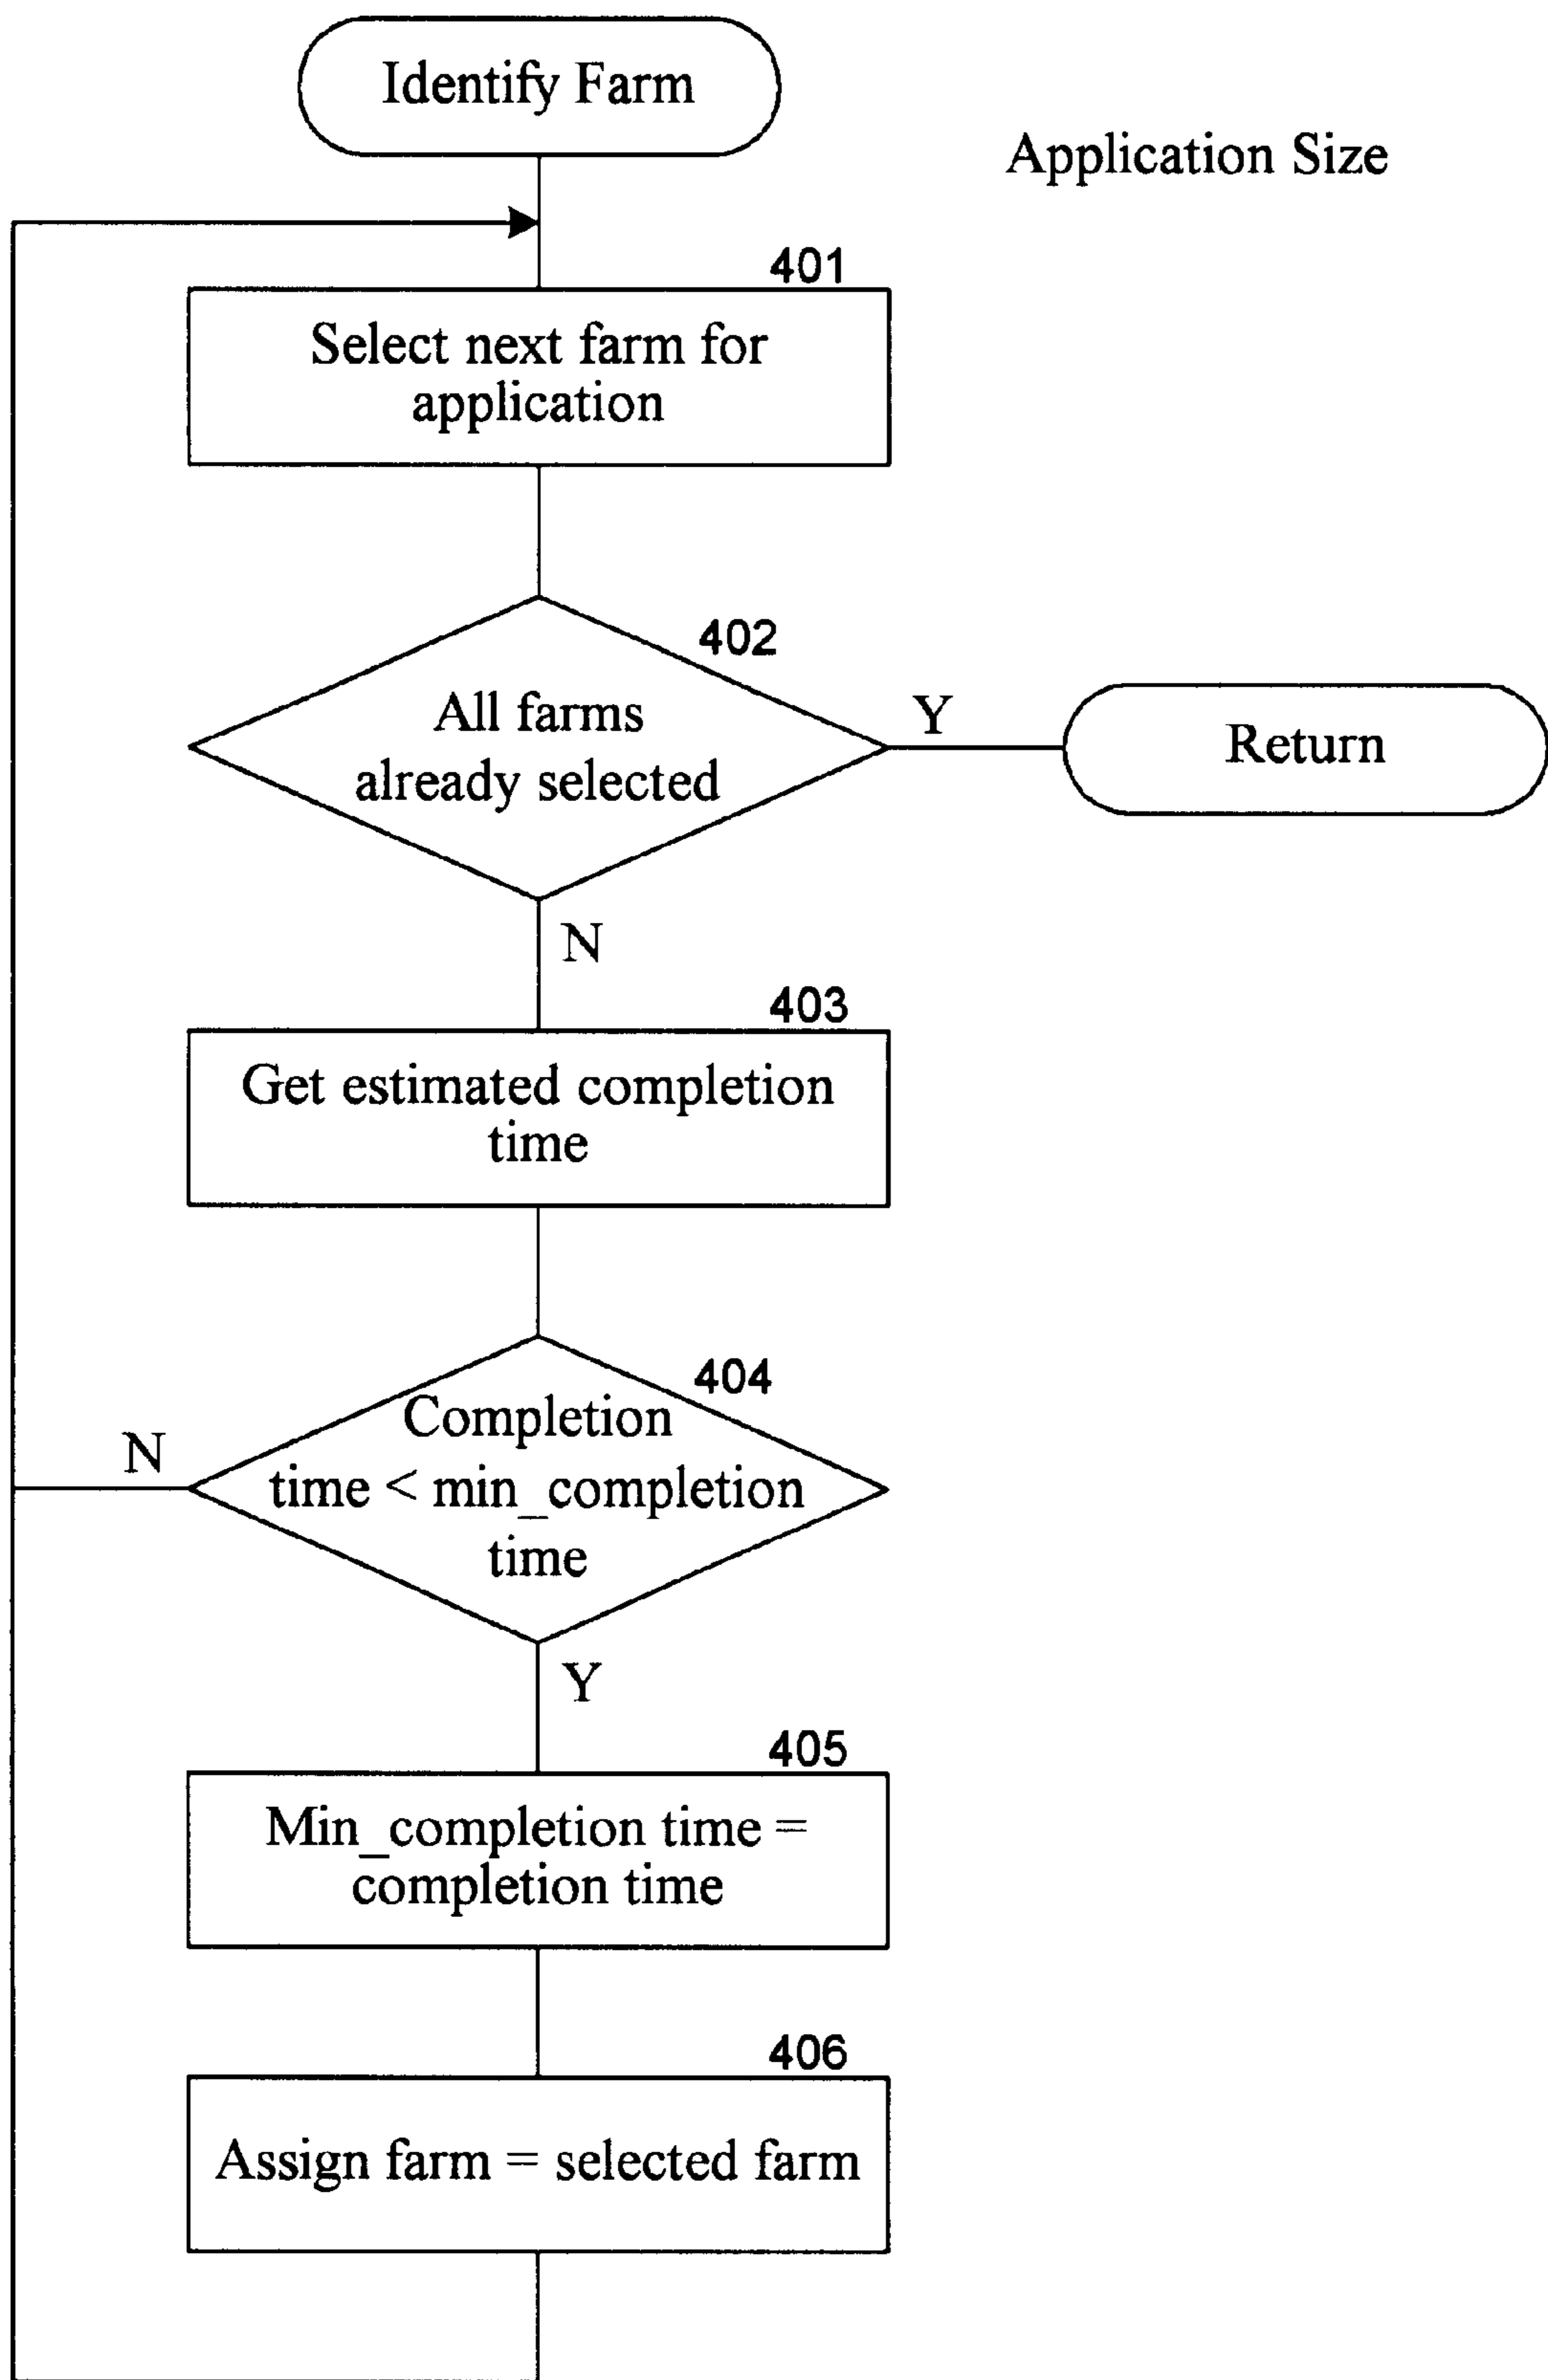 Identify Farm
Application Size
401
Select next farm for
application
402
All farms
already selected
Y
Return
N
403
Get estimated completion
time
404
Completion
time < min_completion
time
N
Y
405
Min_completion time =
completion time
406
Assign farm = selected farm